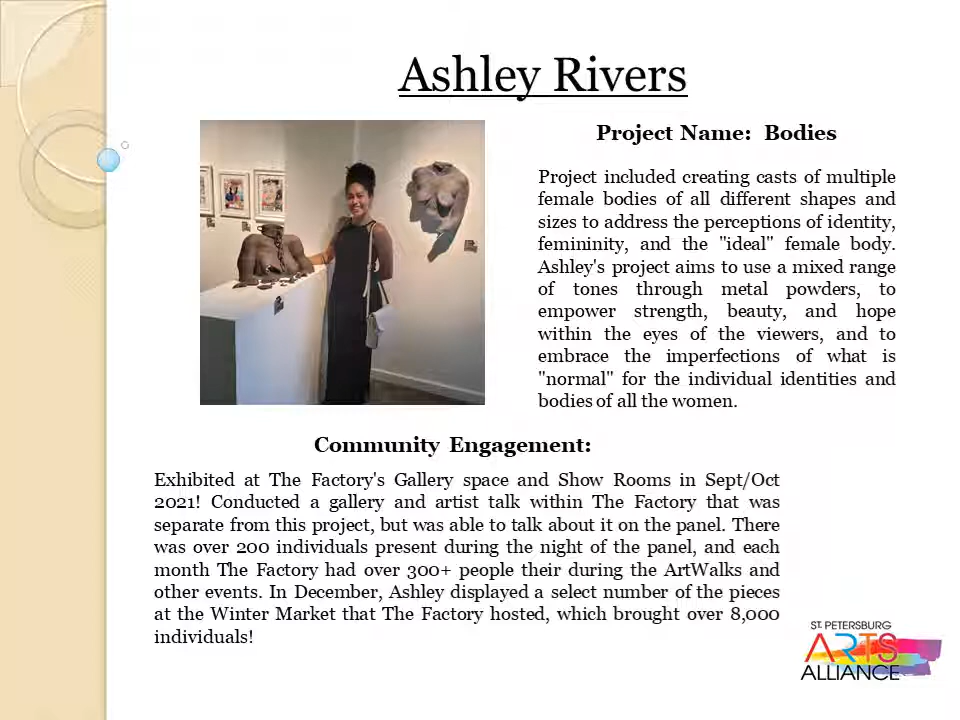 Ashley Rivers
Project Name: Bodies
Project included creating casts of multiple
female bodies of all different shapes and
sizes to address the perceptions of identity,
femininity, and the "ideal" female body.
Ashley's project aims to use a mixed range
of tones through metal powders, to
empower strength, beauty, and hope
within the eyes of the viewers, and to
embrace the imperfections of what is
"normal" for the individual identities and
bodies of all the women.
Community Engagement:
Exhibited at The Factory's Gallery space and Show Rooms in Sept/Oct
2021! Conducted a gallery and artist talk within The Factory that was
separate from this project, but was able to talk about it on the panel. There
was over 200 individuals present during the night of the panel, and each
month The Factory had over 300+ people their during the ArtWalks and
other events. In December, Ashley displayed a select number of the pieces
at the Winter Market that The Factory hosted, which brought over 8,000
individuals!
ST. PETERSBURG
ARTS
ALLIANCE